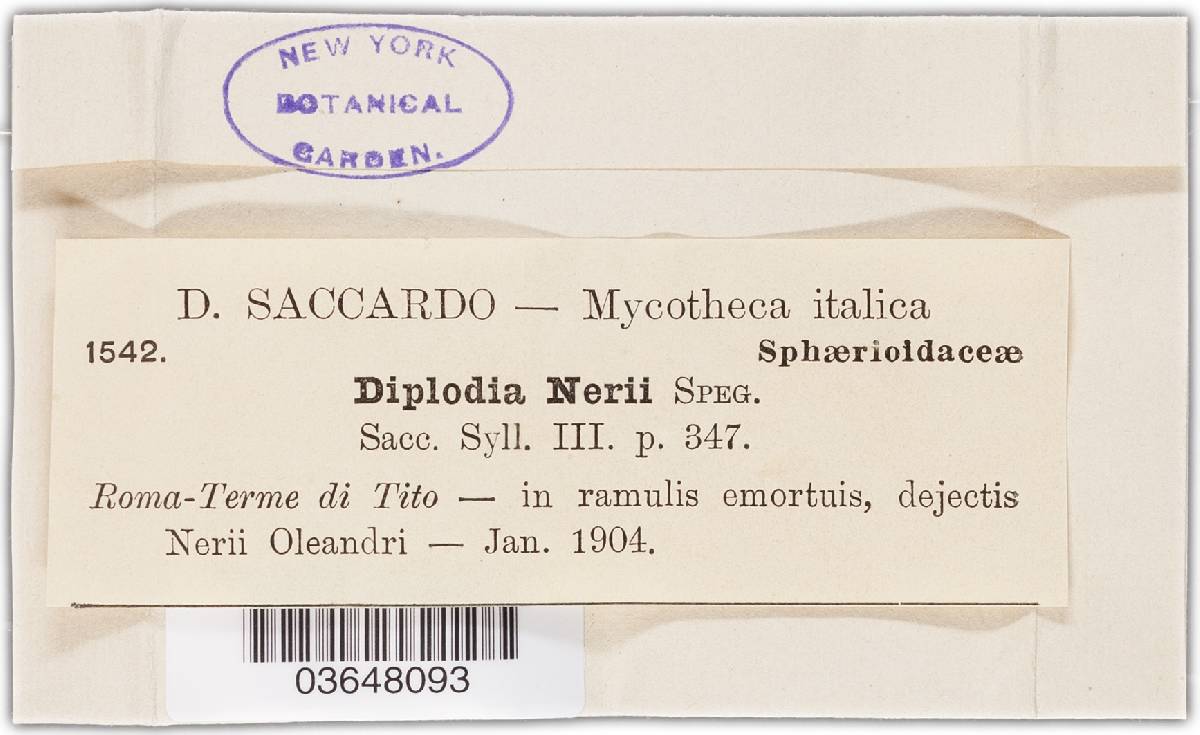 NEW YORK
BOTANICAL
GARDEN.
D. SACCARDO — Mycotheca italica
1542. Sphærioidaceæ
Diplodia Nerii SPEG.
Sacc. Syll. III. p. 347.
Roma-Terme di Tito — in ramulis emortuis, dejectis
Nerii Oleandri — Jan. 1904.
03648093